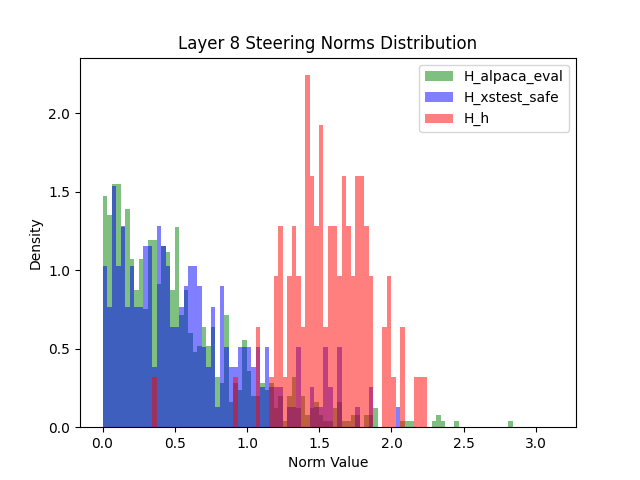 Layer 8 Steering Norms Distribution
H_alpaca_eval
H_xstest_safe
H_h
Density
2.0
1.5
1.0
0.5
0.0
0.0 0.5 1.0 1.5 2.0 2.5 3.0
Norm Value